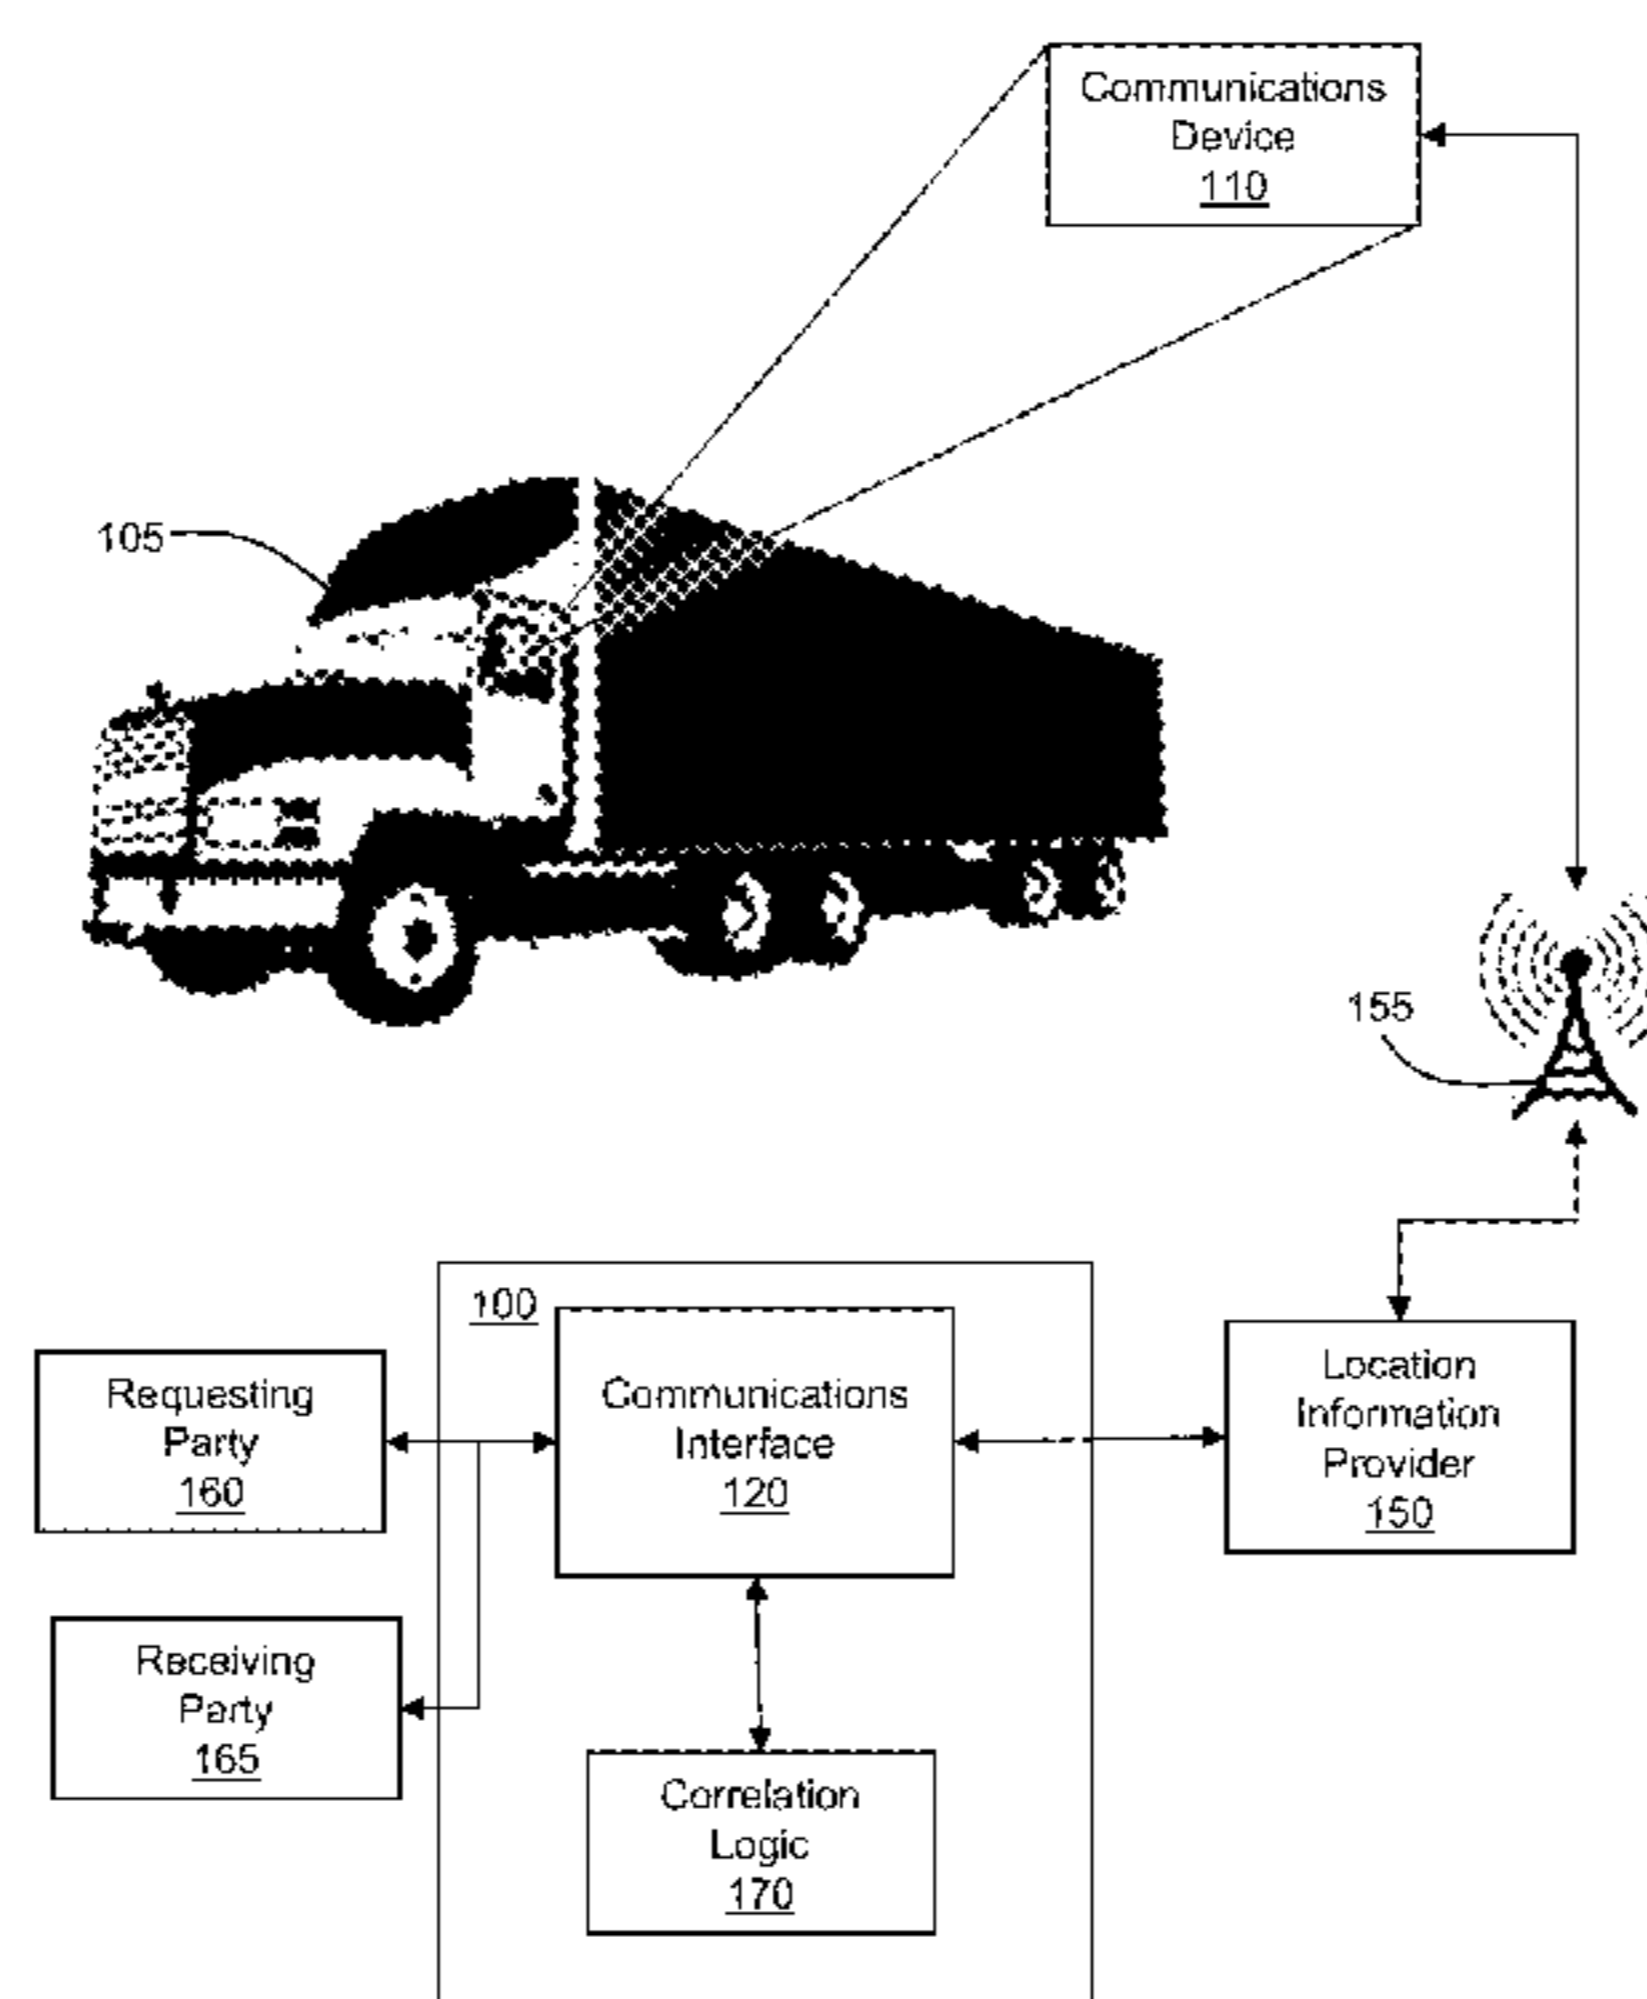 Communications
Device
110
105
155
100
Requesting
Party
160
Communications
Interface
120
Location
Information
Provider
150
Receiving
Party
165
Correlation
Logic
170